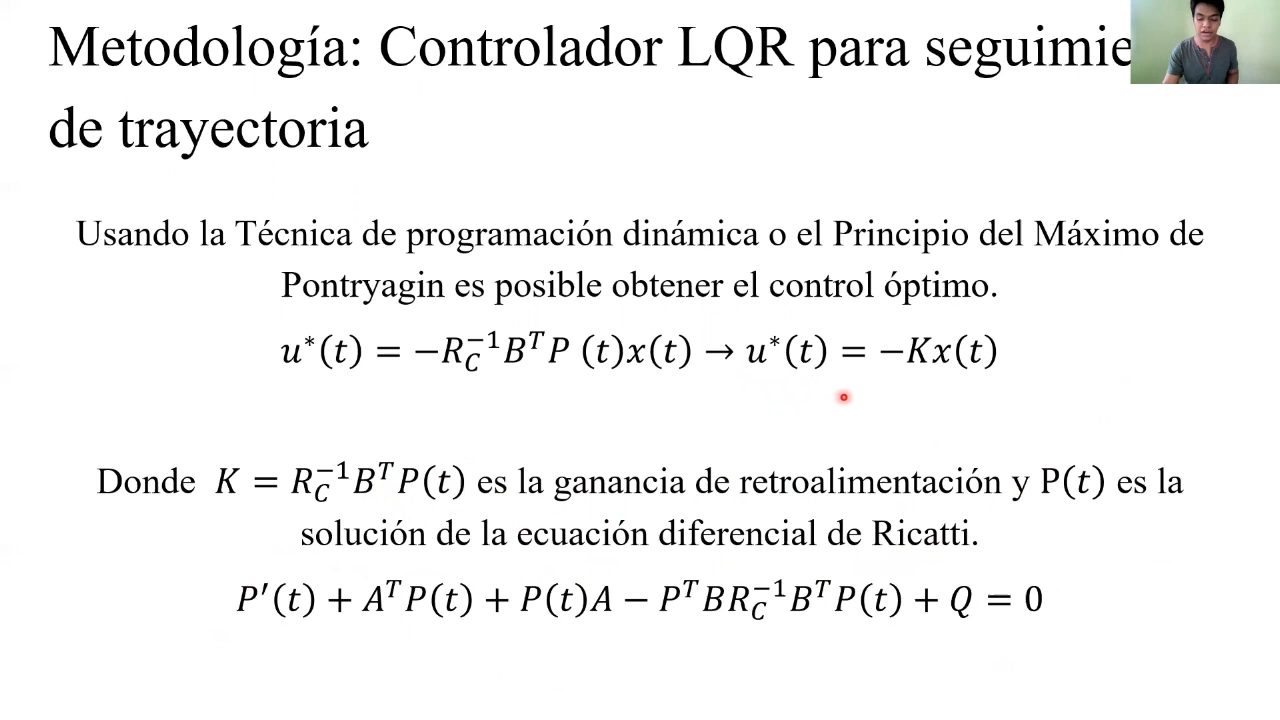 Metodología: Controlador LQR para seguimie
de trayectoria
Usando la Técnica de programación dinámica o el Principio del Máximo de
Pontryagin es posible obtener el control óptimo.
u*(t) = −R_C^{−1}B^T P (t)x(t) → u*(t) = −Kx(t)
Donde K = R_C^{−1}B^T P(t) es la ganancia de retroalimentación y P(t) es la
solución de la ecuación diferencial de Ricatti.
P′(t) + A^T P(t) + P(t)A − P^T BR_C^{−1}B^T P(t) + Q = 0